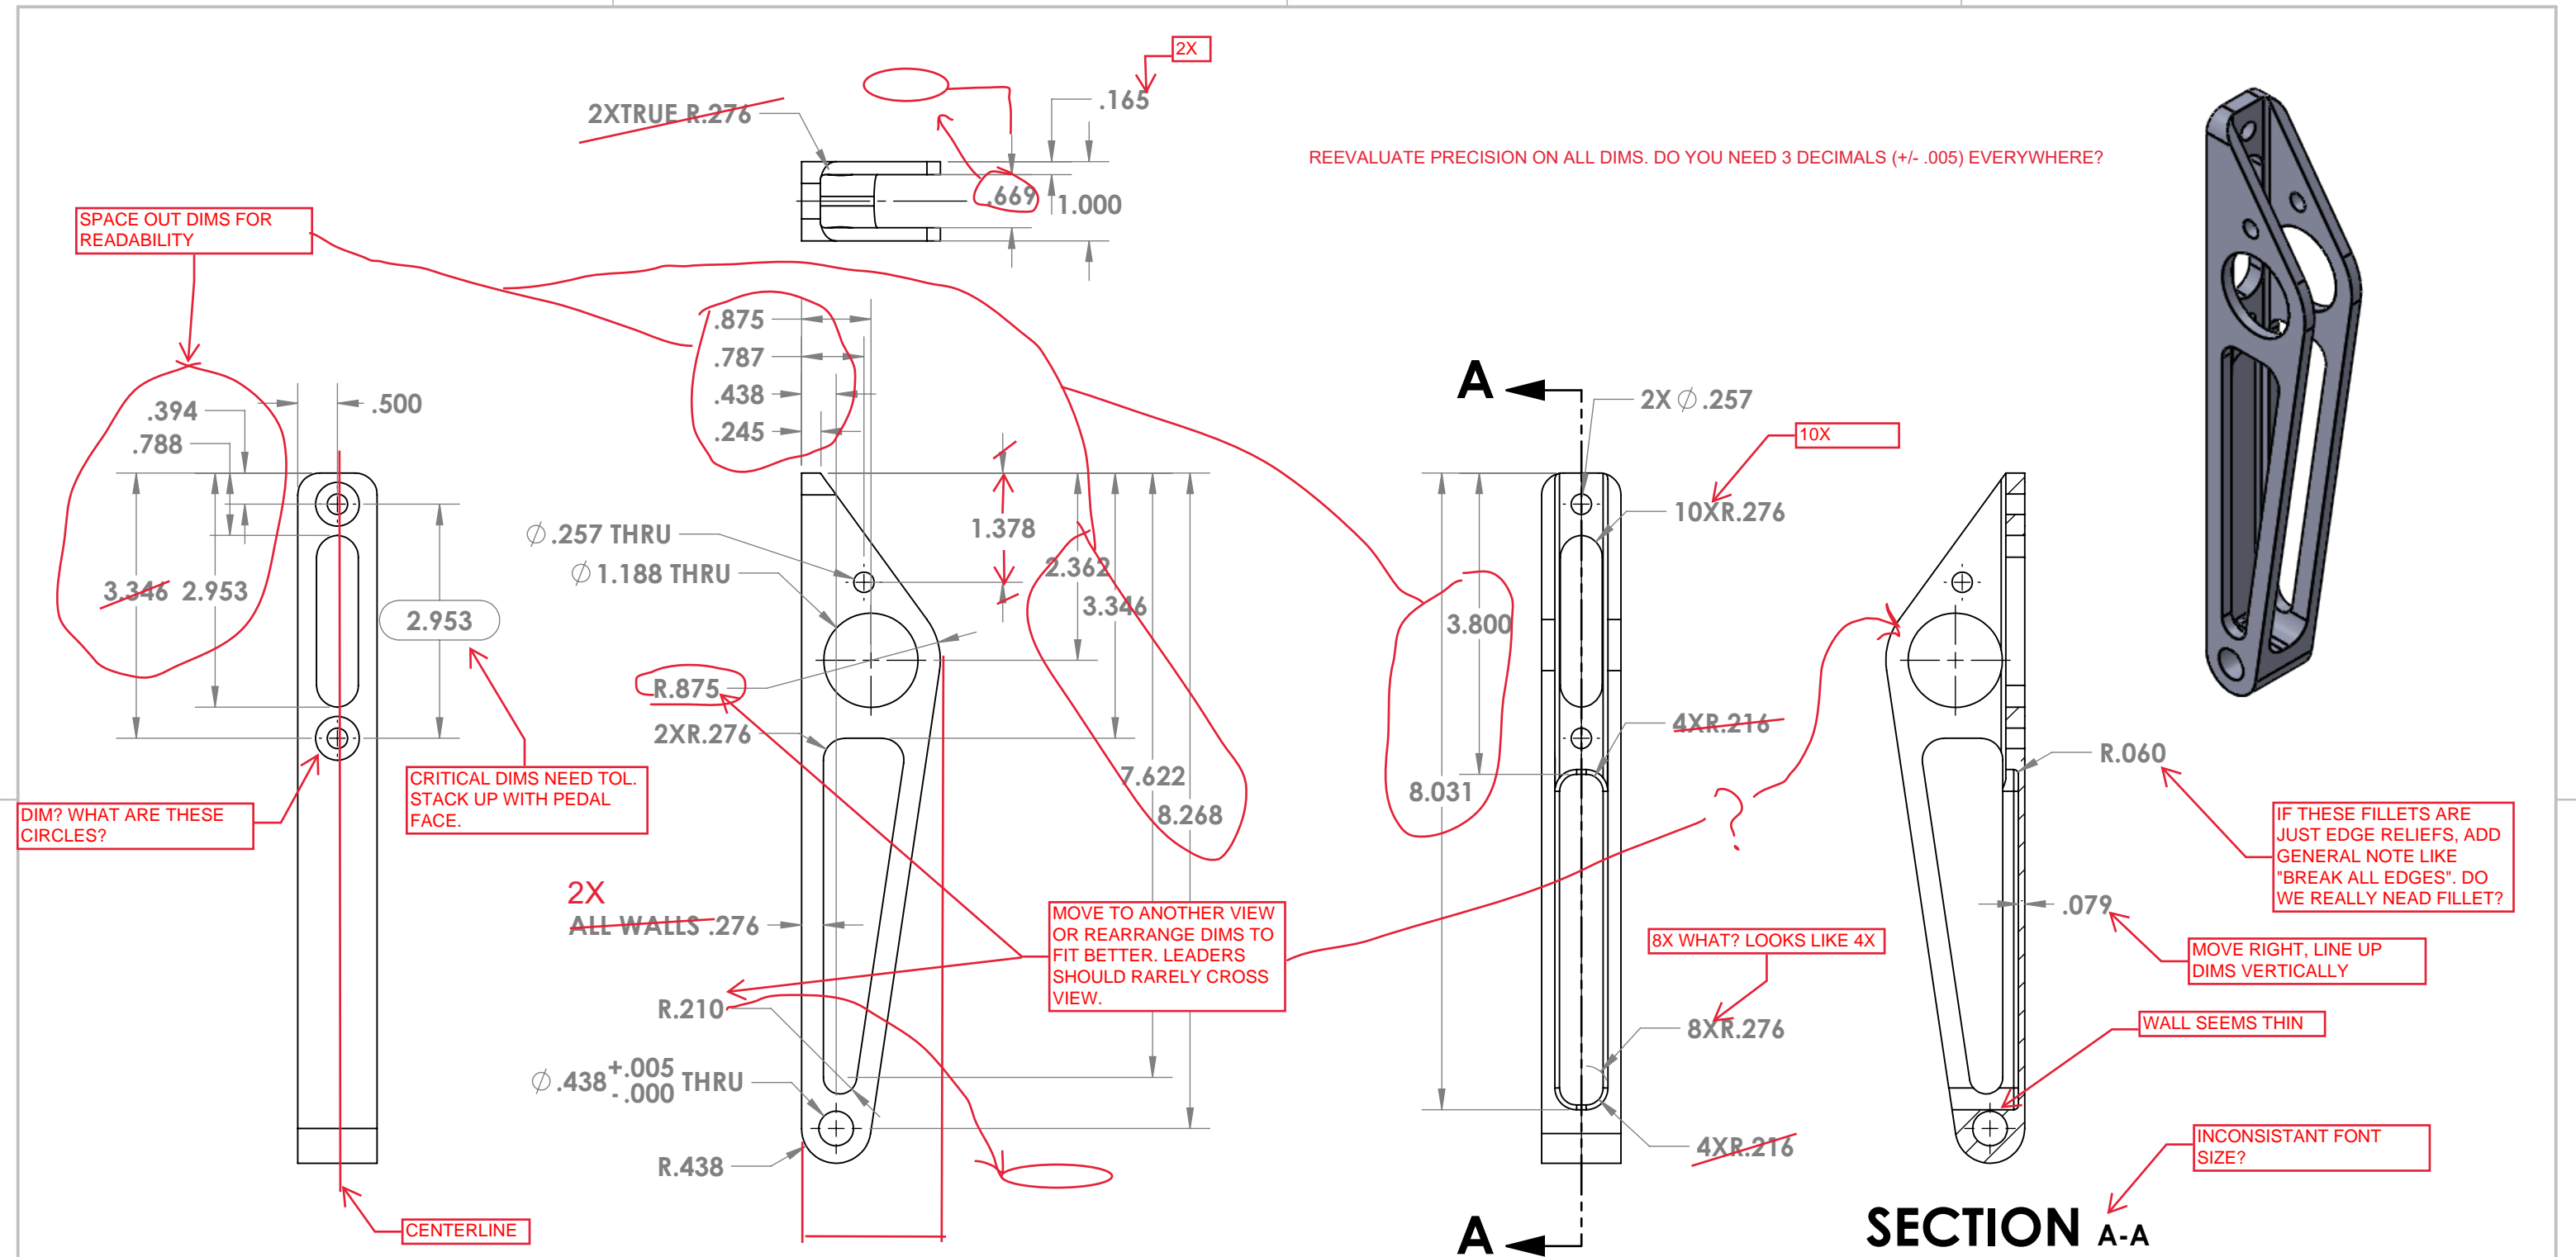 2X
2XTRUE R.276
.165
.669
1.000
REEVALUATE PRECISION ON ALL DIMS. DO YOU NEED 3 DECIMALS (+/- .005) EVERYWHERE?
SPACE OUT DIMS FOR
READABILITY
.875
.787
.438
.245
.394
.788
.500
3.346
2.953
2.953
CRITICAL DIMS NEED TOL.
STACK UP WITH PEDAL
FACE.
DIM? WHAT ARE THESE
CIRCLES?
CENTERLINE
∅.257 THRU
∅1.188 THRU
R.875
2XR.276
2X
ALL WALLS .276
R.210
∅.438 +.005 -.000 THRU
R.438
1.378
2.362
3.346
7.622
8.268
MOVE TO ANOTHER VIEW
OR REARRANGE DIMS TO
FIT BETTER. LEADERS
SHOULD RARELY CROSS
VIEW.
?
A
2X ∅.257
10X
10XR.276
3.800
4XR.216
8.031
8X WHAT? LOOKS LIKE 4X
8XR.276
4XR.216
A
R.060
IF THESE FILLETS ARE
JUST EDGE RELIEFS, ADD
GENERAL NOTE LIKE
"BREAK ALL EDGES". DO
WE REALLY NEAD FILLET?
.079
MOVE RIGHT, LINE UP
DIMS VERTICALLY
WALL SEEMS THIN
INCONSISTANT FONT
SIZE?
SECTION A-A